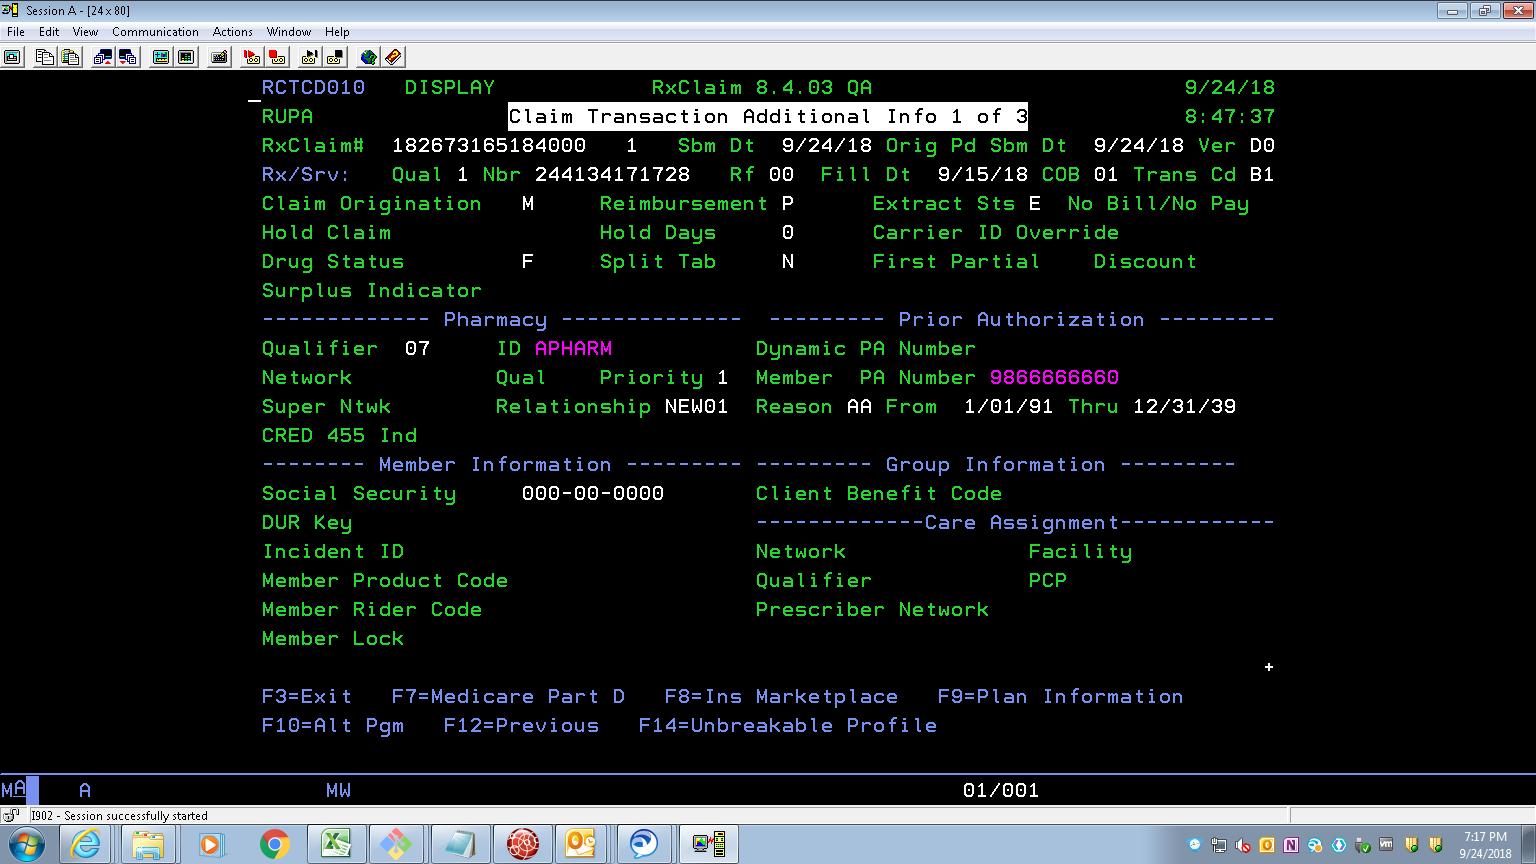 Session A - [24 x 80]
File Edit View Communication Actions Window Help
RCTCD010 DISPLAY RxClaim 8.4.03 QA 9/24/18
RUPA Claim Transaction Additional Info 1 of 3 8:47:37
RxClaim# 182673165184000 1 Sbm Dt 9/24/18 Orig Pd Sbm Dt 9/24/18 Ver D0
Rx/Srv: Qual 1 Nbr 244134171728 Rf 00 Fill Dt 9/15/18 COB 01 Trans Cd B1
Claim Origination M Reimbursement P Extract Sts E No Bill/No Pay
Hold Claim Hold Days 0 Carrier ID Override
Drug Status F Split Tab N First Partial Discount
Surplus Indicator
------------- Pharmacy -------------- --------- Prior Authorization ---------
Qualifier 07 ID APHARM Dynamic PA Number
Network Qual Priority 1 Member PA Number 9866666660
Super Ntwk Relationship NEW01 Reason AA From 1/01/91 Thru 12/31/39
CRED 455 Ind
-------- Member Information --------- --------- Group Information ---------
Social Security 000-00-0000 Client Benefit Code
DUR Key -------------Care Assignment------------
Incident ID Network Facility
Member Product Code Qualifier PCP
Member Rider Code Prescriber Network
Member Lock
+
F3=Exit F7=Medicare Part D F8=Ins Marketplace F9=Plan Information
F10=Alt Pgm F12=Previous F14=Unbreakable Profile
MA A MW 01/001
I902 - Session successfully started
7:17 PM
9/24/2018